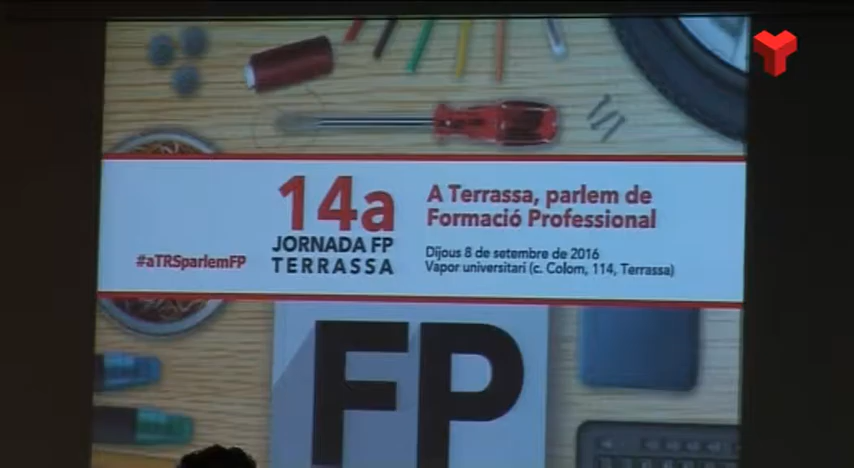 14a
JORNADA FP
TERRASSA
#aTRSparlemFP
A Terrassa, parlem de
Formació Professional
Dijous 8 de setembre de 2016
Vapor universitari (c. Colom, 114, Terrassa)
FP